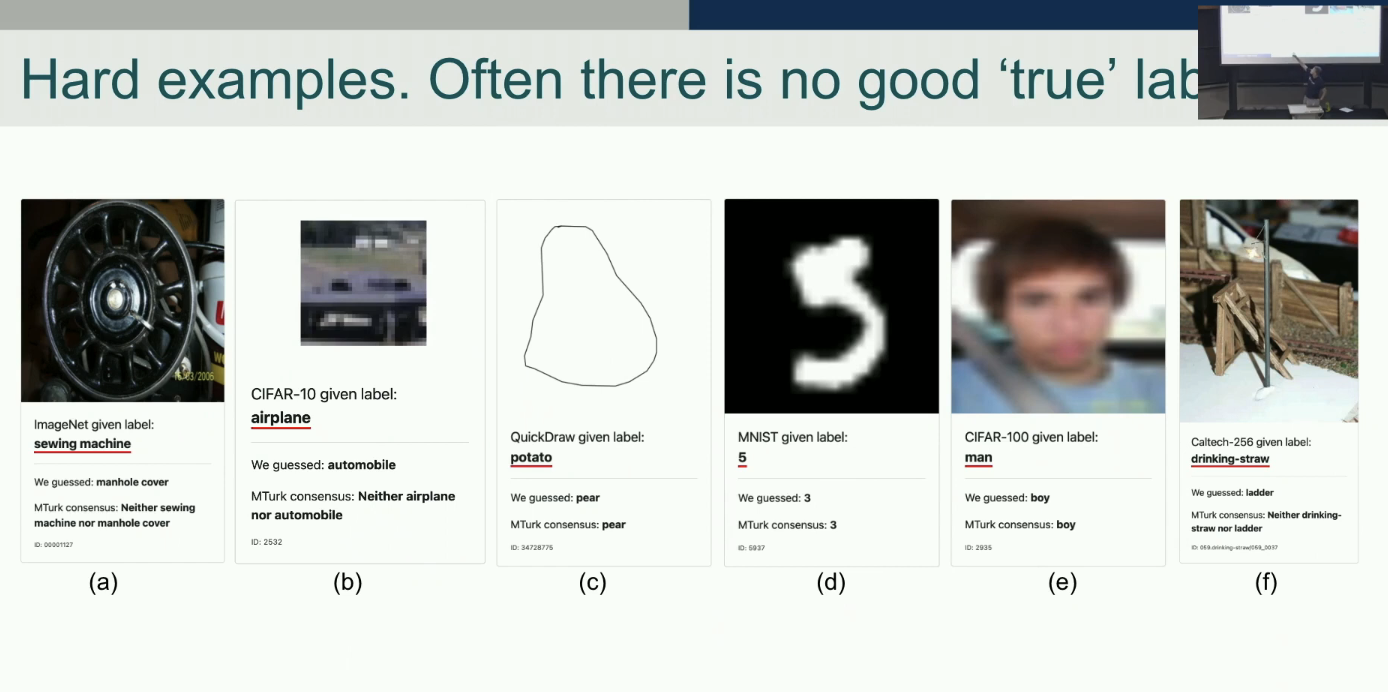 Hard examples. Often there is no good ‘true’ lab
16/03/2006
ImageNet given label:
sewing machine
We guessed: manhole cover
MTurk consensus: Neither sewing
machine nor manhole cover
ID: 00001127
(a)
CIFAR-10 given label:
airplane
We guessed: automobile
MTurk consensus: Neither airplane
nor automobile
ID: 2532
(b)
QuickDraw given label:
potato
We guessed: pear
MTurk consensus: pear
ID: 34728775
(c)
MNIST given label:
5
We guessed: 3
MTurk consensus: 3
ID: 5937
(d)
CIFAR-100 given label:
man
We guessed: boy
MTurk consensus: boy
ID: 2935
(e)
Caltech-256 given label:
drinking-straw
We guessed: ladder
MTurk consensus: Neither drinking-
straw nor ladder
ID: 059.drinking-straw/059_0037
(f)